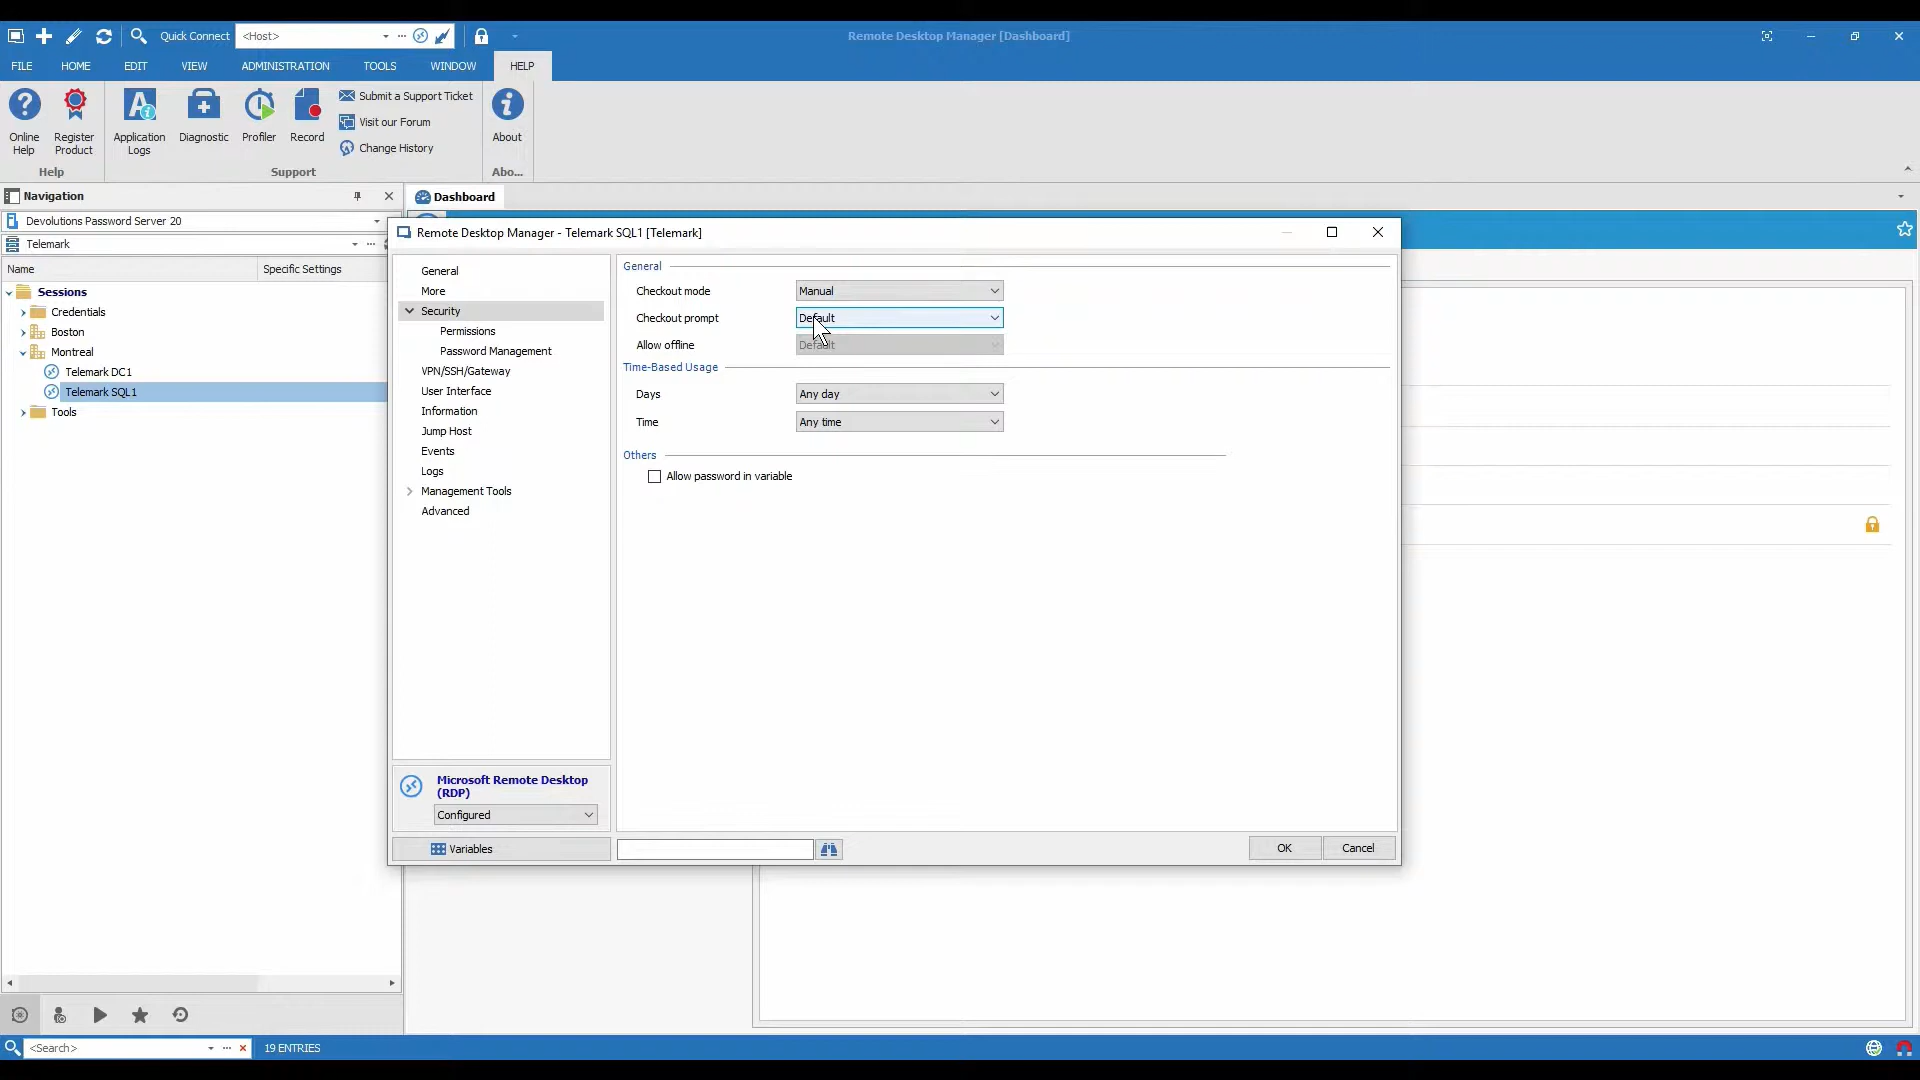 Quick Connect
<Host>
Remote Desktop Manager [Dashboard]
FILE
HOME
EDIT
VIEW
ADMINISTRATION
TOOLS
WINDOW
HELP
Online Help
Register Product
Application Logs
Diagnostic
Profiler
Record
Submit a Support Ticket
Visit our Forum
Change History
About
Help
Support
Abo...
Navigation
Dashboard
Devolutions Password Server 20
Telemark
Name
Specific Settings
Sessions
Credentials
Boston
Montreal
Telemark DC1
Telemark SQL1
Tools
Remote Desktop Manager - Telemark SQL1 [Telemark]
General
More
Security
Permissions
Password Management
VPN/SSH/Gateway
User Interface
Information
Jump Host
Events
Logs
Management Tools
Advanced
Microsoft Remote Desktop
(RDP)
Configured
Variables
General
Checkout mode
Manual
Checkout prompt
Default
Allow offline
Default
Time-Based Usage
Days
Any day
Time
Any time
Others
Allow password in variable
OK
Cancel
<Search>
19 ENTRIES